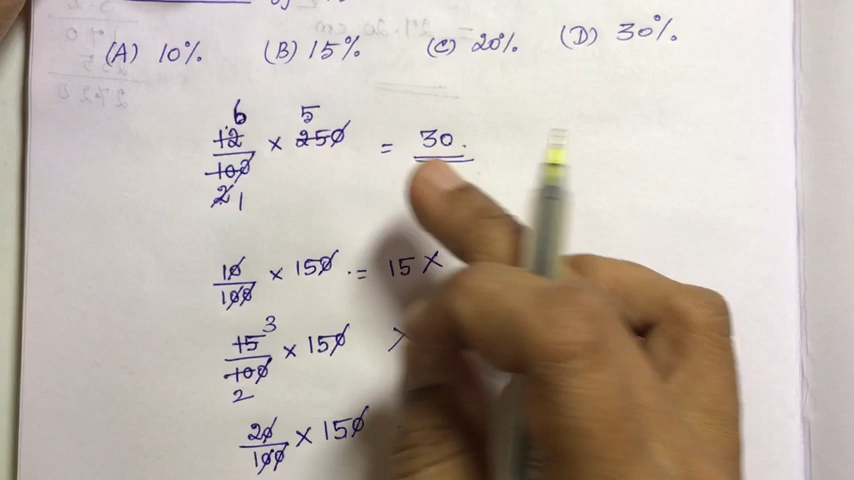 (A) 10% (B) 15% (C) 20% (D) 30%
6 5
12/100 × 250 = 30.
2 1
10/100 × 150 . = 15 ×
3
15/100 × 150 ×
2
20/100 × 150